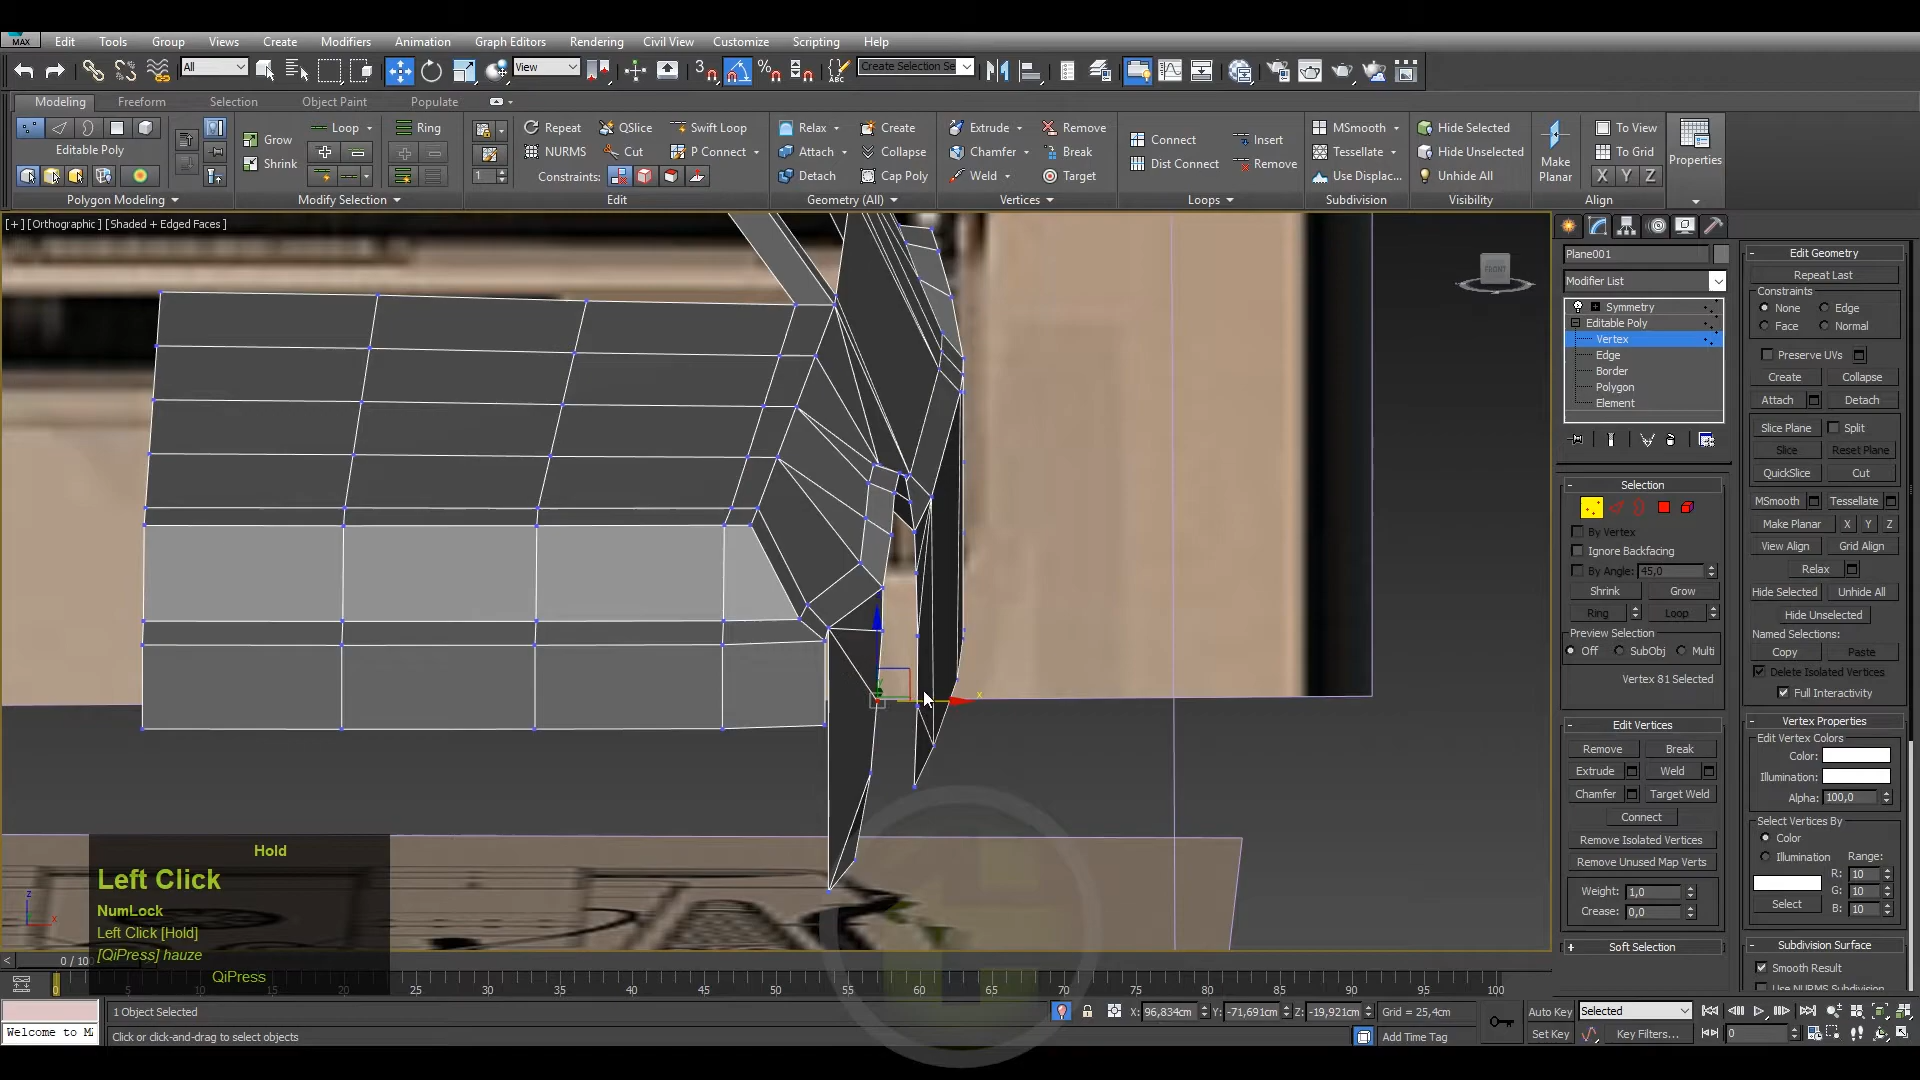 MAX
Edit Tools Group Views Create Modifiers Animation Graph Editors Rendering Civil View Customize Scripting Help
All View 3 % ABC Create Selection Se
Modeling Freeform Selection Object Paint Populate
Grow Loop Ring Repeat QSlice Swift Loop Relax Create Extrude Remove Connect Insert MSmooth Hide Selected To View
Editable Poly NURMS Cut P Connect Attach Collapse Chamfer Break Tessellate Hide Unselected Make Planar To Grid Properties
Shrink 1 Constraints: Detach Cap Poly Weld Target Dist Connect Remove Use Displac... Unhide All X Y Z
Polygon Modeling Modify Selection Edit Geometry (All) Vertices Loops Subdivision Visibility Align
[+] [Orthographic ] [Shaded + Edged Faces ]
FRONT
x
y
Hold
Left Click
NumLock
Left Click [Hold]
[QiPress] hauze
QiPress
z
x
Plane001
Modifier List
Symmetry
Editable Poly
Vertex
Edge
Border
Polygon
Element
- Selection
By Vertex
Ignore Backfacing
By Angle: 45,0
Shrink Grow
Ring Loop
Preview Selection
Off SubObj Multi
Vertex 81 Selected
- Edit Vertices
Remove Break
Extrude Weld
Chamfer Target Weld
Connect
Remove Isolated Vertices
Remove Unused Map Verts
Weight: 1,0
Crease: 0,0
+ Soft Selection
- Edit Geometry
Repeat Last
Constraints
None Edge
Face Normal
Preserve UVs
Create Collapse
Attach Detach
Slice Plane Split
Slice Reset Plane
QuickSlice Cut
MSmooth Tessellate
Make Planar X Y Z
View Align Grid Align
Relax
Hide Selected Unhide All
Hide Unselected
Named Selections:
Copy Paste
Delete Isolated Vertices
Full Interactivity
- Vertex Properties
Edit Vertex Colors
Color:
Illumination:
Alpha: 100,0
Select Vertices By
Color
Illumination Range:
R: 10
G: 10
Select B: 10
- Subdivision Surface
Smooth Result
Use NURMS Subdivision
< 0 / 100
0 5 10 15 20 25 30 35 40 45 50 55 60 65 70 75 80 85 90 95 100
1 Object Selected X: 96,834cm Y: -71,691cm Z: -19,921cm Grid = 25,4cm Auto Key Selected
Welcome to M Click or click-and-drag to select objects Add Time Tag Set Key Key Filters... 0